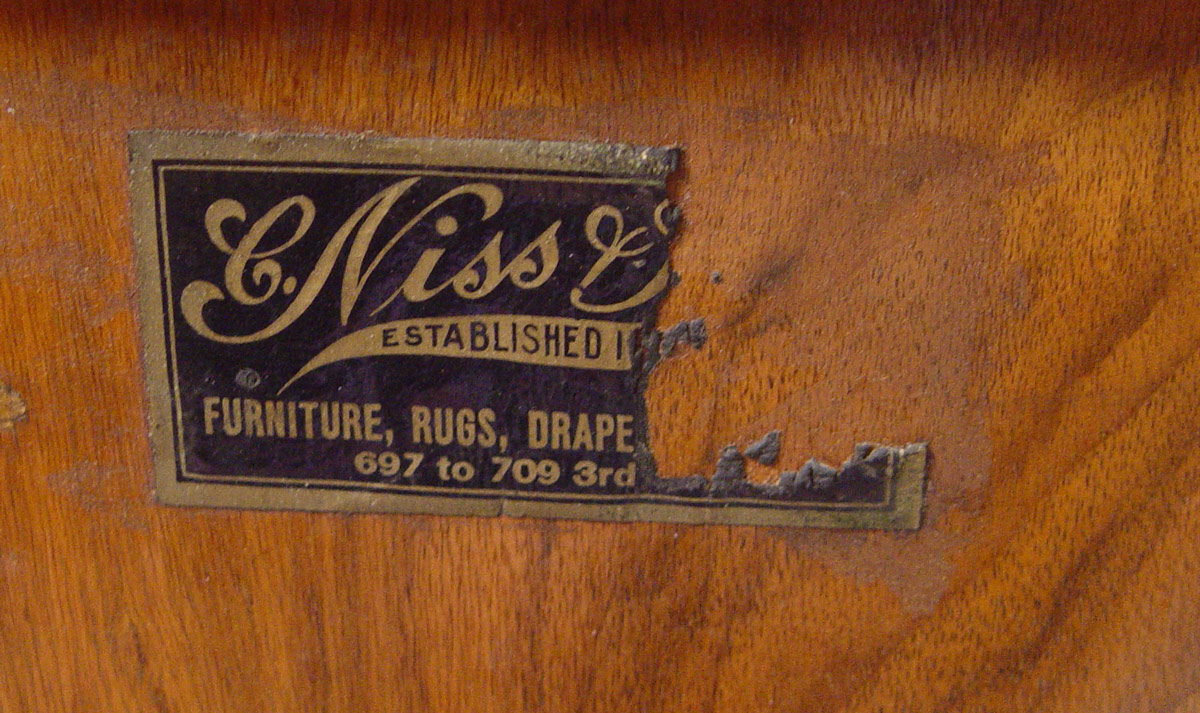 C. Niss &
ESTABLISHED
FURNITURE, RUGS, DRAPE
697 to 709 3rd